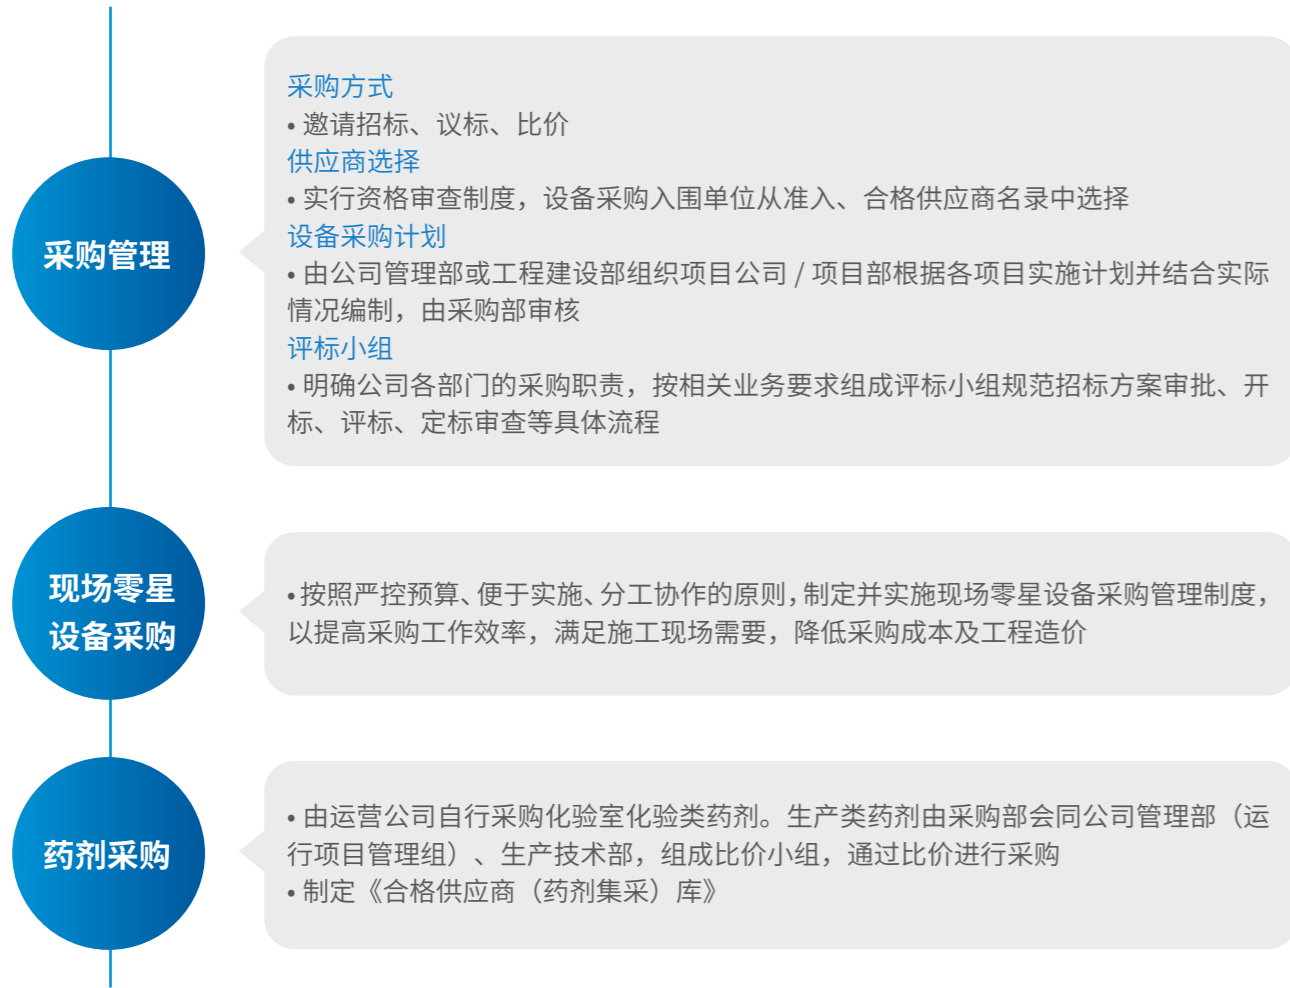 采购管理
采购方式
• 邀请招标、议标、比价
供应商选择
• 实行资格审查制度，设备采购入围单位从准入、合格供应商名录中选择
设备采购计划
• 由公司管理部或工程建设部组织项目公司 / 项目部根据各项目实施计划并结合实际
情况编制，由采购部审核
评标小组
• 明确公司各部门的采购职责，按相关业务要求组成评标小组规范招标方案审批、开
标、评标、定标审查等具体流程
现场零星
设备采购
• 按照严控预算、便于实施、分工协作的原则，制定并实施现场零星设备采购管理制度，
以提高采购工作效率，满足施工现场需要，降低采购成本及工程造价
药剂采购
• 由运营公司自行采购化验室化验类药剂。生产类药剂由采购部会同公司管理部（运
行项目管理组）、生产技术部，组成比价小组，通过比价进行采购
• 制定《合格供应商（药剂集采）库》